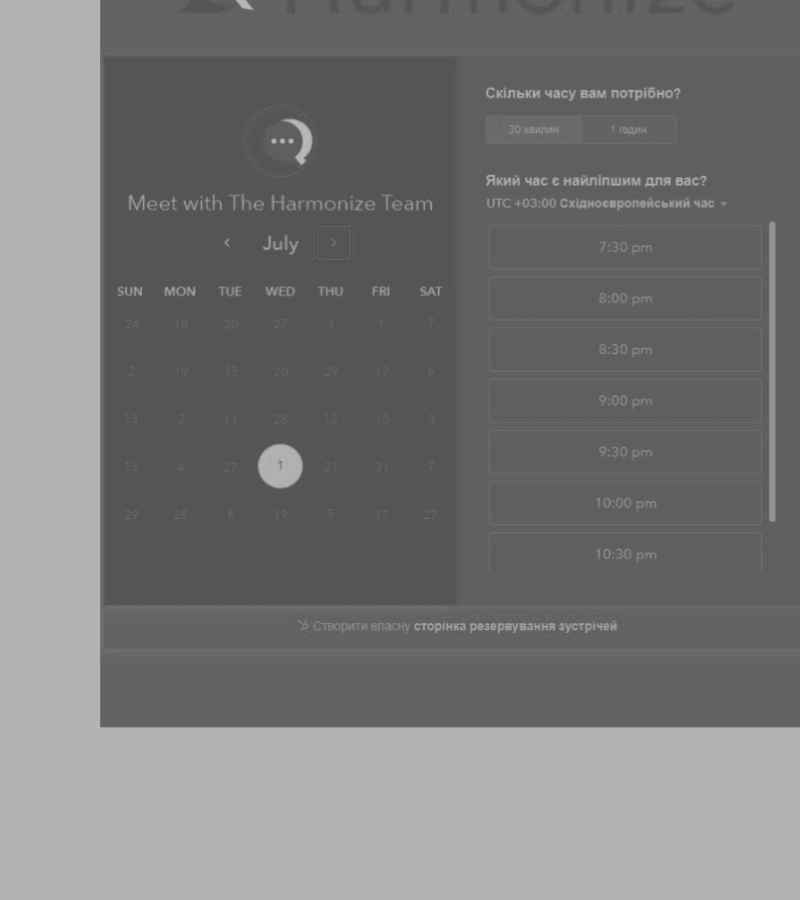 Harmonize
Meet with The Harmonize Team
‹ July ›
SUN MON TUE WED THU FRI SAT
24 18 20 27 1 1 7
2 19 15 20 29 17 6
13 2 11 28 12 10 3
13 4 27 1 21 31 7
29 25 6 19 5 17 27
Скільки часу вам потрібно?
30 хвилин 1 годин
Який час є найліпшим для вас?
UTC +03:00 Східноєвропейський час
7:30 pm
8:00 pm
8:30 pm
9:00 pm
9:30 pm
10:00 pm
10:30 pm
Створити власну сторінка резервування зустрічей